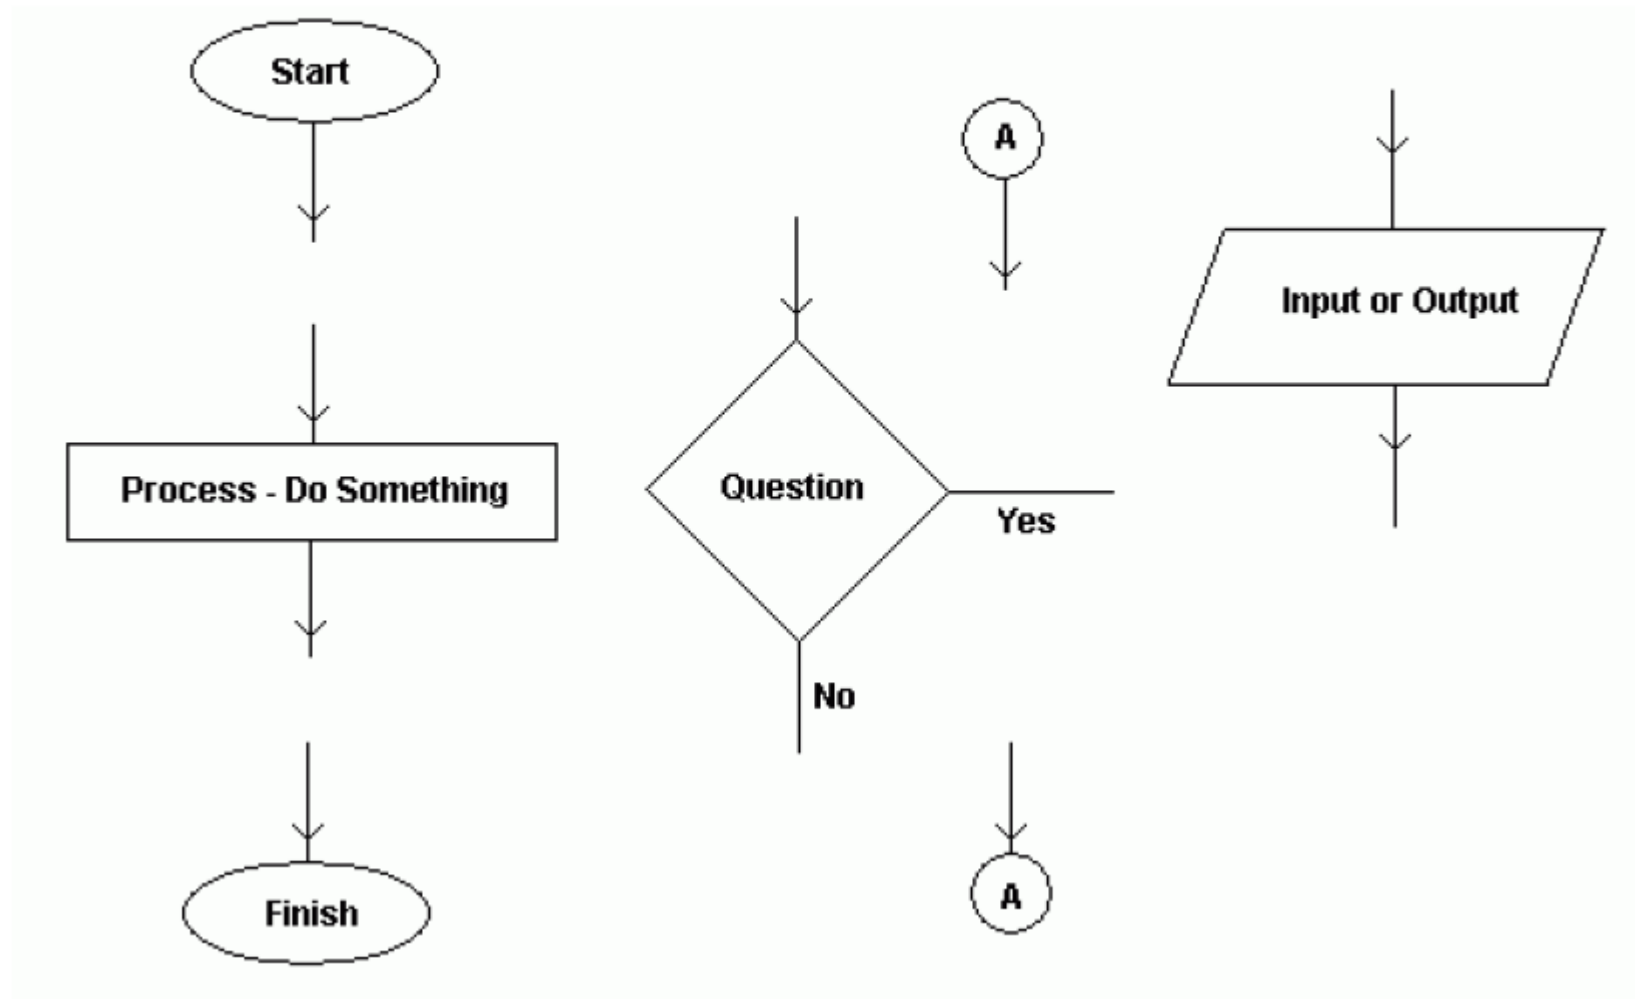 Start
A
Input or Output
Process - Do Something
Question
Yes
No
A
Finish